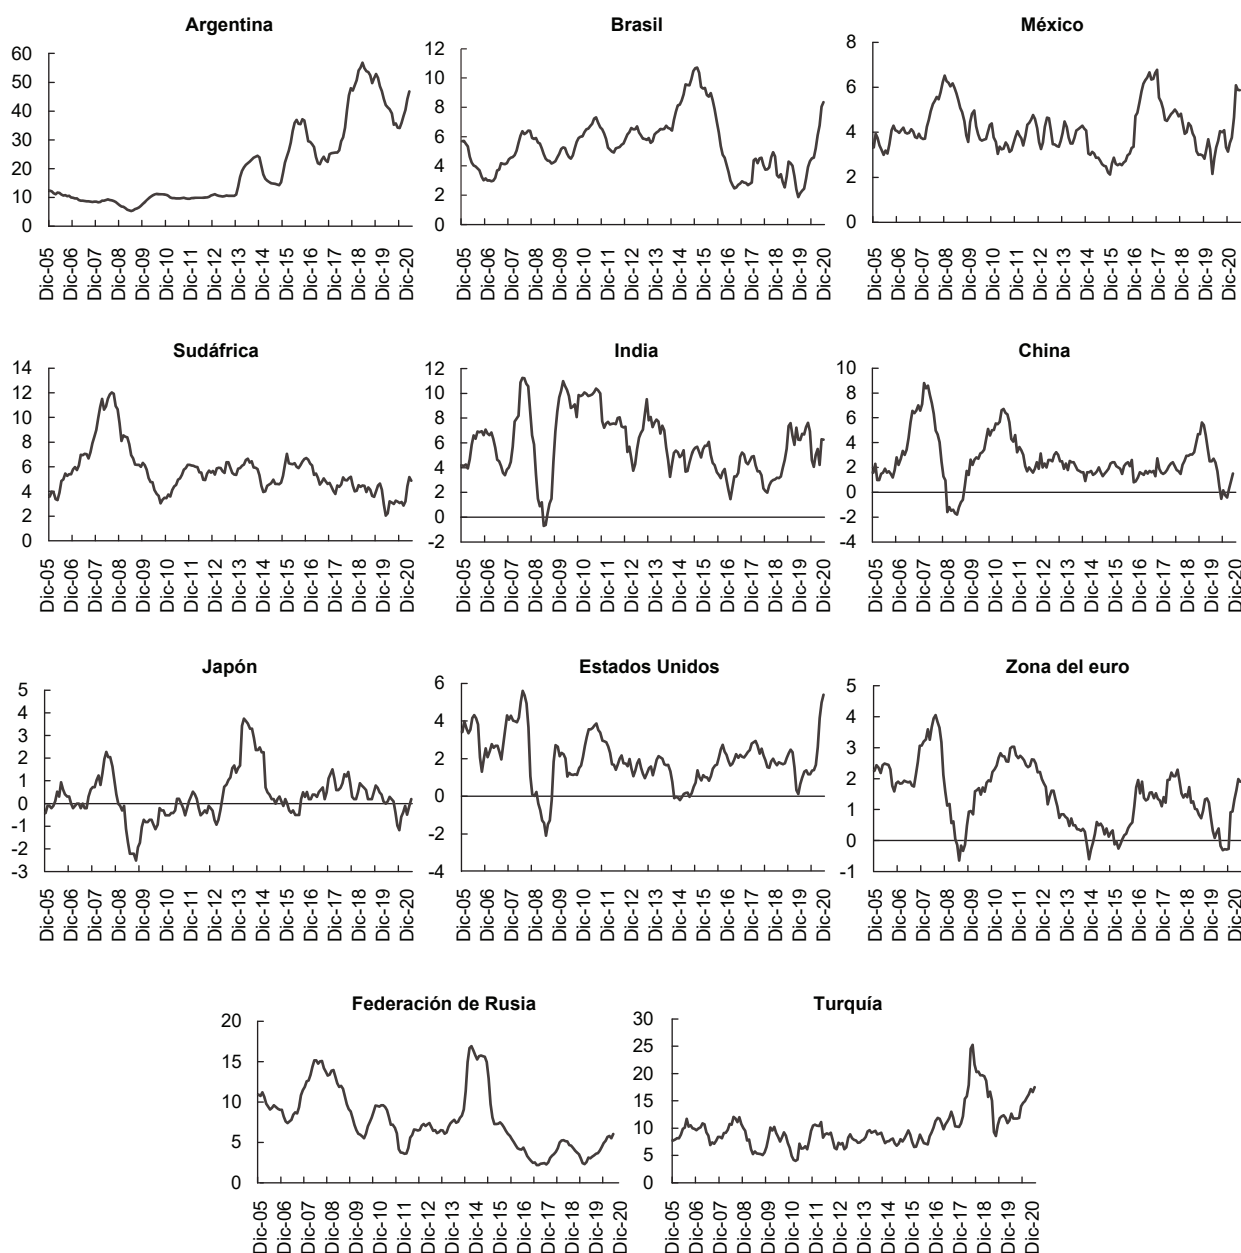 Argentina
60
50
40
30
20
10
0
Dic-05
Dic-06
Dic-07
Dic-08
Dic-09
Dic-10
Dic-11
Dic-12
Dic-13
Dic-14
Dic-15
Dic-16
Dic-17
Dic-18
Dic-19
Dic-20
Brasil
12
10
8
6
4
2
0
Dic-05
Dic-06
Dic-07
Dic-08
Dic-09
Dic-10
Dic-11
Dic-12
Dic-13
Dic-14
Dic-15
Dic-16
Dic-17
Dic-18
Dic-19
Dic-20
México
8
6
4
2
0
Dic-05
Dic-06
Dic-07
Dic-08
Dic-09
Dic-10
Dic-11
Dic-12
Dic-13
Dic-14
Dic-15
Dic-16
Dic-17
Dic-18
Dic-19
Dic-20
Sudáfrica
14
12
10
8
6
4
2
0
Dic-05
Dic-06
Dic-07
Dic-08
Dic-09
Dic-10
Dic-11
Dic-12
Dic-13
Dic-14
Dic-15
Dic-16
Dic-17
Dic-18
Dic-19
Dic-20
India
12
10
8
6
4
2
0
-2
Dic-05
Dic-06
Dic-07
Dic-08
Dic-09
Dic-10
Dic-11
Dic-12
Dic-13
Dic-14
Dic-15
Dic-16
Dic-17
Dic-18
Dic-19
Dic-20
China
10
8
6
4
2
0
-2
-4
Dic-05
Dic-06
Dic-07
Dic-08
Dic-09
Dic-10
Dic-11
Dic-12
Dic-13
Dic-14
Dic-15
Dic-16
Dic-17
Dic-18
Dic-19
Dic-20
Japón
5
4
3
2
1
0
-1
-2
-3
Dic-05
Dic-06
Dic-07
Dic-08
Dic-09
Dic-10
Dic-11
Dic-12
Dic-13
Dic-14
Dic-15
Dic-16
Dic-17
Dic-18
Dic-19
Dic-20
Estados Unidos
6
4
2
0
-2
-4
Dic-05
Dic-06
Dic-07
Dic-08
Dic-09
Dic-10
Dic-11
Dic-12
Dic-13
Dic-14
Dic-15
Dic-16
Dic-17
Dic-18
Dic-19
Dic-20
Zona del euro
5
4
3
2
1
0
-1
Dic-05
Dic-06
Dic-07
Dic-08
Dic-09
Dic-10
Dic-11
Dic-12
Dic-13
Dic-14
Dic-15
Dic-16
Dic-17
Dic-18
Dic-19
Dic-20
Federación de Rusia
20
15
10
5
0
Dic-05
Dic-06
Dic-07
Dic-08
Dic-09
Dic-10
Dic-11
Dic-12
Dic-13
Dic-14
Dic-15
Dic-16
Dic-17
Dic-18
Dic-19
Dic-20
Turquía
30
25
20
15
10
5
0
Dic-05
Dic-06
Dic-07
Dic-08
Dic-09
Dic-10
Dic-11
Dic-12
Dic-13
Dic-14
Dic-15
Dic-16
Dic-17
Dic-18
Dic-19
Dic-20